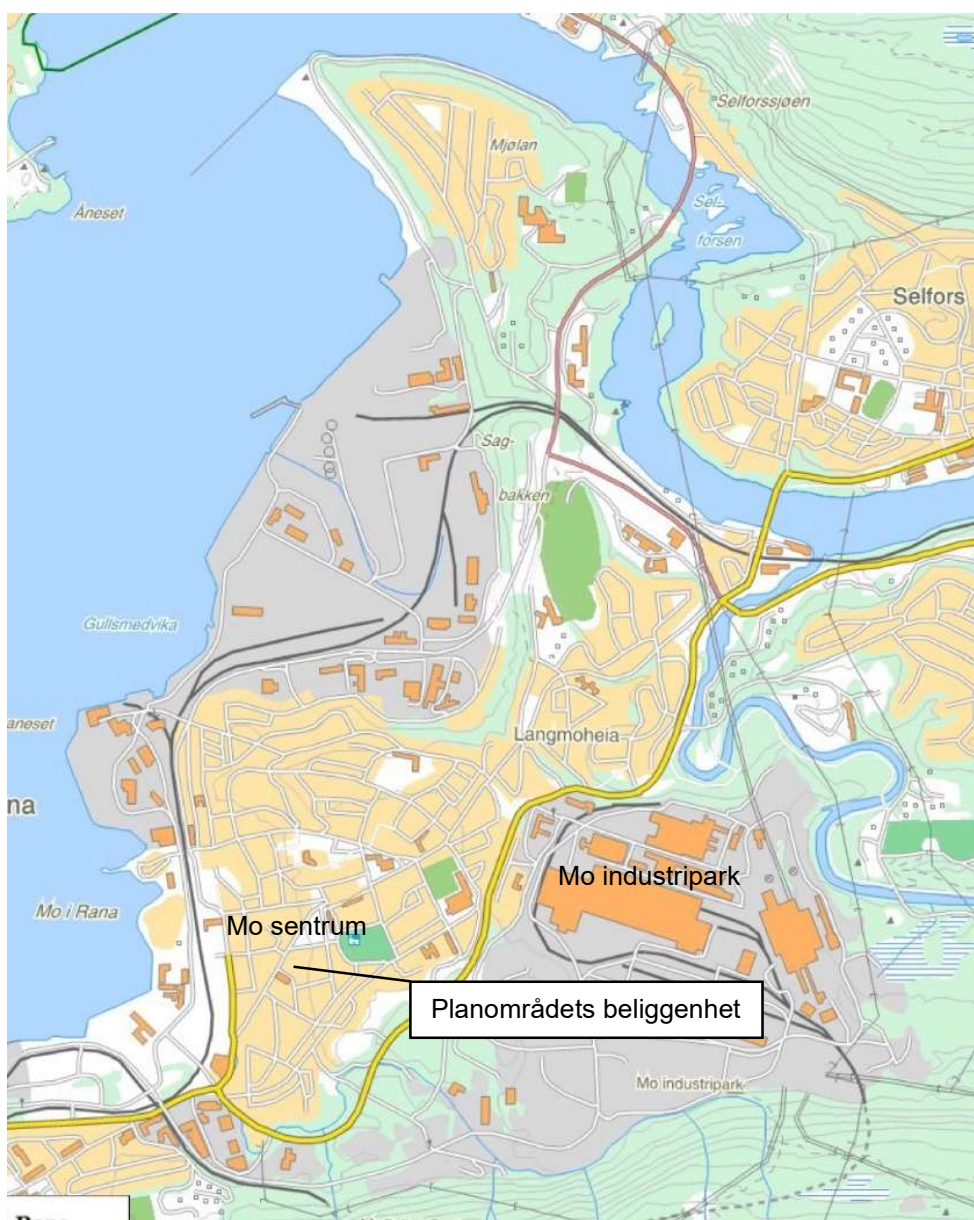 Selforssjøen
Mjølan
Åneset
Sel-
forsen
Selfors
Sag-
bakken
Gullsmedvika
aneset
Langmoheia
na
Mo industripark
Mo i Rana
Mo sentrum
Planområdets beliggenhet
Mo industripark